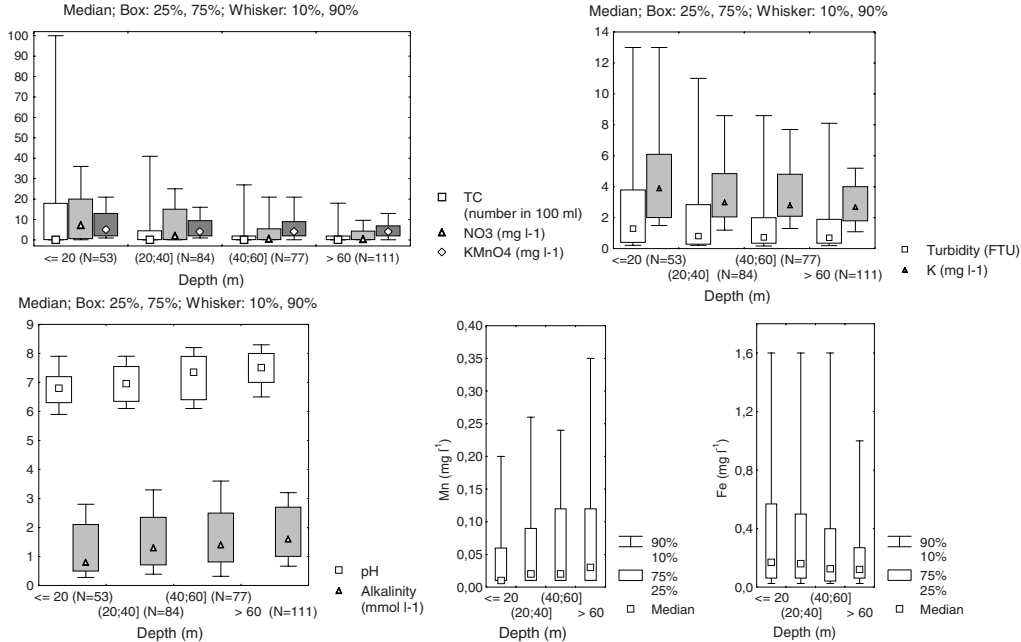 Median; Box: 25%, 75%; Whisker: 10%, 90%
100
90
80
70
60
50
40
30
20
10
0
<= 20 (N=53) (20;40] (N=84) (40;60] (N=77) > 60 (N=111)
Depth (m)
TC
(number in 100 ml)
NO3 (mg l-1)
KMnO4 (mg l-1)
Median; Box: 25%, 75%; Whisker: 10%, 90%
14
12
10
8
6
4
2
0
<=20 (N=53) (40;60] (N=77)
(20;40] (N=84) > 60 (N=111)
Depth (m)
Turbidity (FTU)
K (mg l-1)
Median; Box: 25%, 75%; Whisker: 10%, 90%
9
8
7
6
5
4
3
2
1
0
<= 20 (N=53) (40;60] (N=77)
(20;40] (N=84) > 60 (N=111)
Depth (m)
pH
Alkalinity
(mmol l-1)
Mn (mg l-1)
0,40
0,35
0,30
0,25
0,20
0,15
0,10
0,05
0,00
<= 20 (40;60]
(20;40] > 60
Depth (m)
90%
10%
75%
25%
Median
Fe (mg l-1)
1,6
1,2
0,8
0,4
0,0
<= 20 (40;60]
(20;40] > 60
Depth (m)
90%
10%
75%
25%
Median